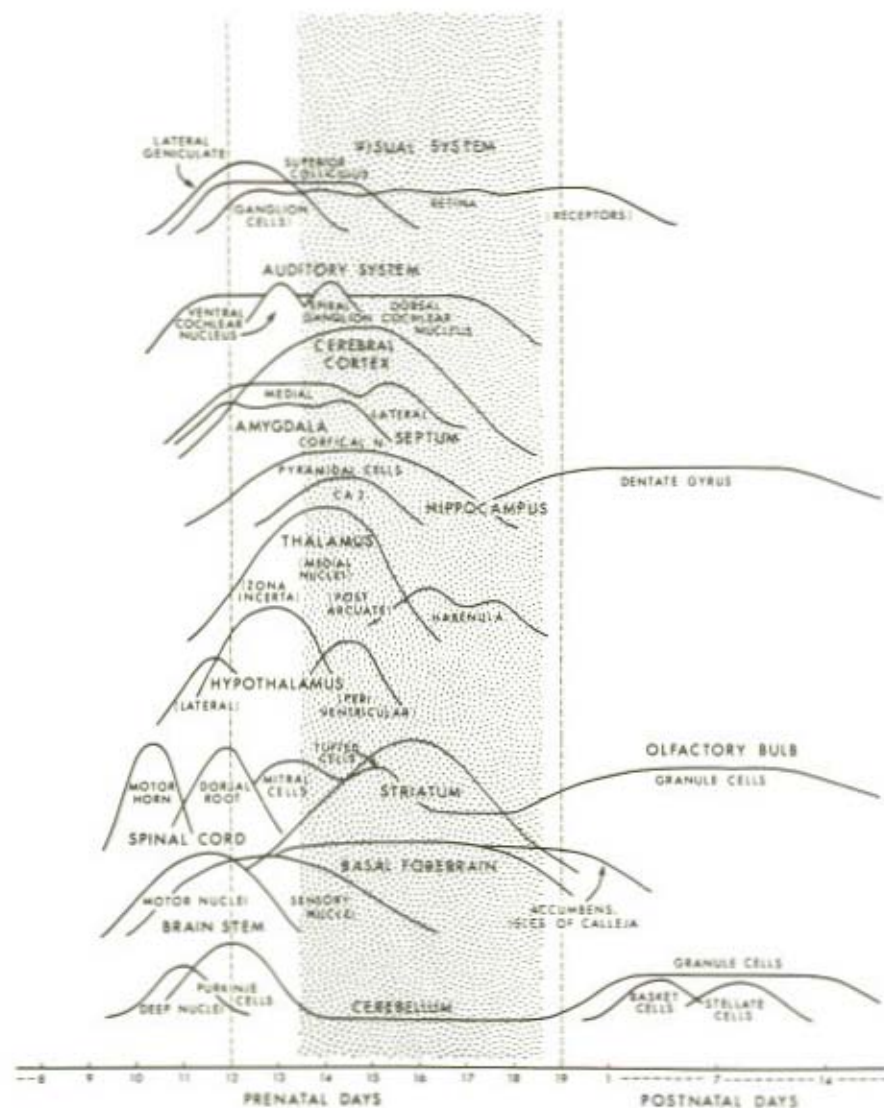 VISUAL SYSTEM
LATERAL
GENICULATE
SUPERIOR
COLLICULUS
(GANGLION
CELLS)
RETINA
(RECEPTORS)
AUDITORY SYSTEM
VENTRAL
COCHLEAR
NUCLEUS
SPIRAL
GANGLION
DORSAL
COCHLEAR
NUCLEUS
CEREBRAL
CORTEX
MEDIAL
LATERAL
SEPTUM
AMYGDALA
CORTICAL N.
PYRAMIDAL CELLS
HIPPOCAMPUS
DENTATE GYRUS
THALAMUS
(MEDIAL
NUCLEI)
(ZONA
INCERTA)
(POST
ARCUATE)
HABENULA
HYPOTHALAMUS
(LATERAL)
(PERI
VENTRICULAR)
TUFTED
CELLS
OLFACTORY BULB
GRANULE CELLS
MITRAL
CELLS
STRIATUM
MOTOR
HORN
DORSAL
ROOT
SPINAL CORD
BASAL FOREBRAIN
MOTOR NUCLEI
SENSORY
NUCLEI
BRAIN STEM
ACCUMBENS,
ISLES OF CALLEJA
PURKINJE
CELLS
DEEP NUCLEI
CEREBELLUM
GRANULE CELLS
BASKET
CELLS
STELLATE
CELLS
8 9 10 11 12 13 14 15 16 17 18 19 1 7 14
PRENATAL DAYS POSTNATAL DAYS